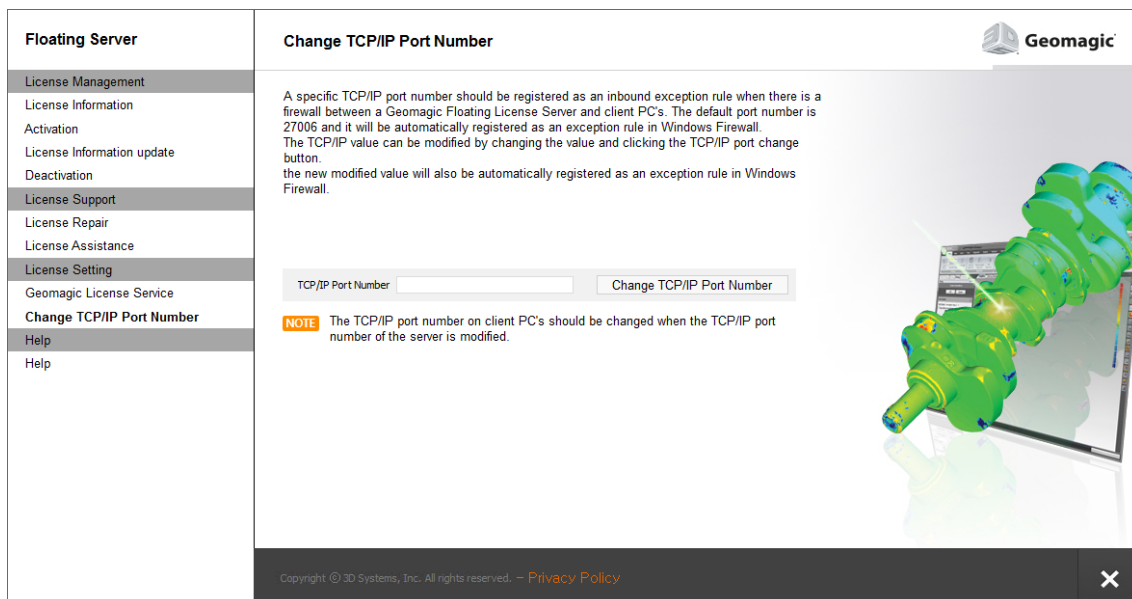 Floating Server
License Management
License Information
Activation
License Information update
Deactivation
License Support
License Repair
License Assistance
License Setting
Geomagic License Service
Change TCP/IP Port Number
Help
Help
Change TCP/IP Port Number
Geomagic
A specific TCP/IP port number should be registered as an inbound exception rule when there is a
firewall between a Geomagic Floating License Server and client PC's. The default port number is
27006 and it will be automatically registered as an exception rule in Windows Firewall.
The TCP/IP value can be modified by changing the value and clicking the TCP/IP port change
button.
the new modified value will also be automatically registered as an exception rule in Windows
Firewall.
TCP/IP Port Number
Change TCP/IP Port Number
NOTE The TCP/IP port number on client PC's should be changed when the TCP/IP port
number of the server is modified.
Copyright © 3D Systems, Inc. All rights reserved. – Privacy Policy